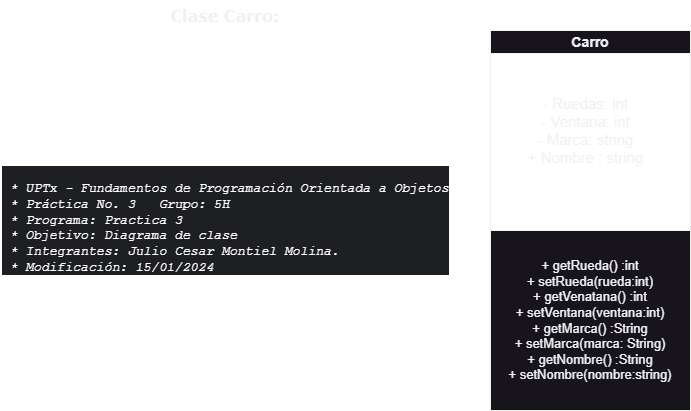 Clase Carro:
* UPTx - Fundamentos de Programación Orientada a Objetos
* Práctica No. 3   Grupo: 5H
* Programa: Practica 3
* Objetivo: Diagrama de clase
* Integrantes: Julio Cesar Montiel Molina.
* Modificación: 15/01/2024
Carro
- Ruedas: int
- Ventana: int
- Marca: string
+ Nombre : string
+ getRueda() :int
+ setRueda(rueda:int)
+ getVenatana() :int
+ setVentana(ventana:int)
+ getMarca() :String
+ setMarca(marca: String)
+ getNombre() :String
+ setNombre(nombre:string)